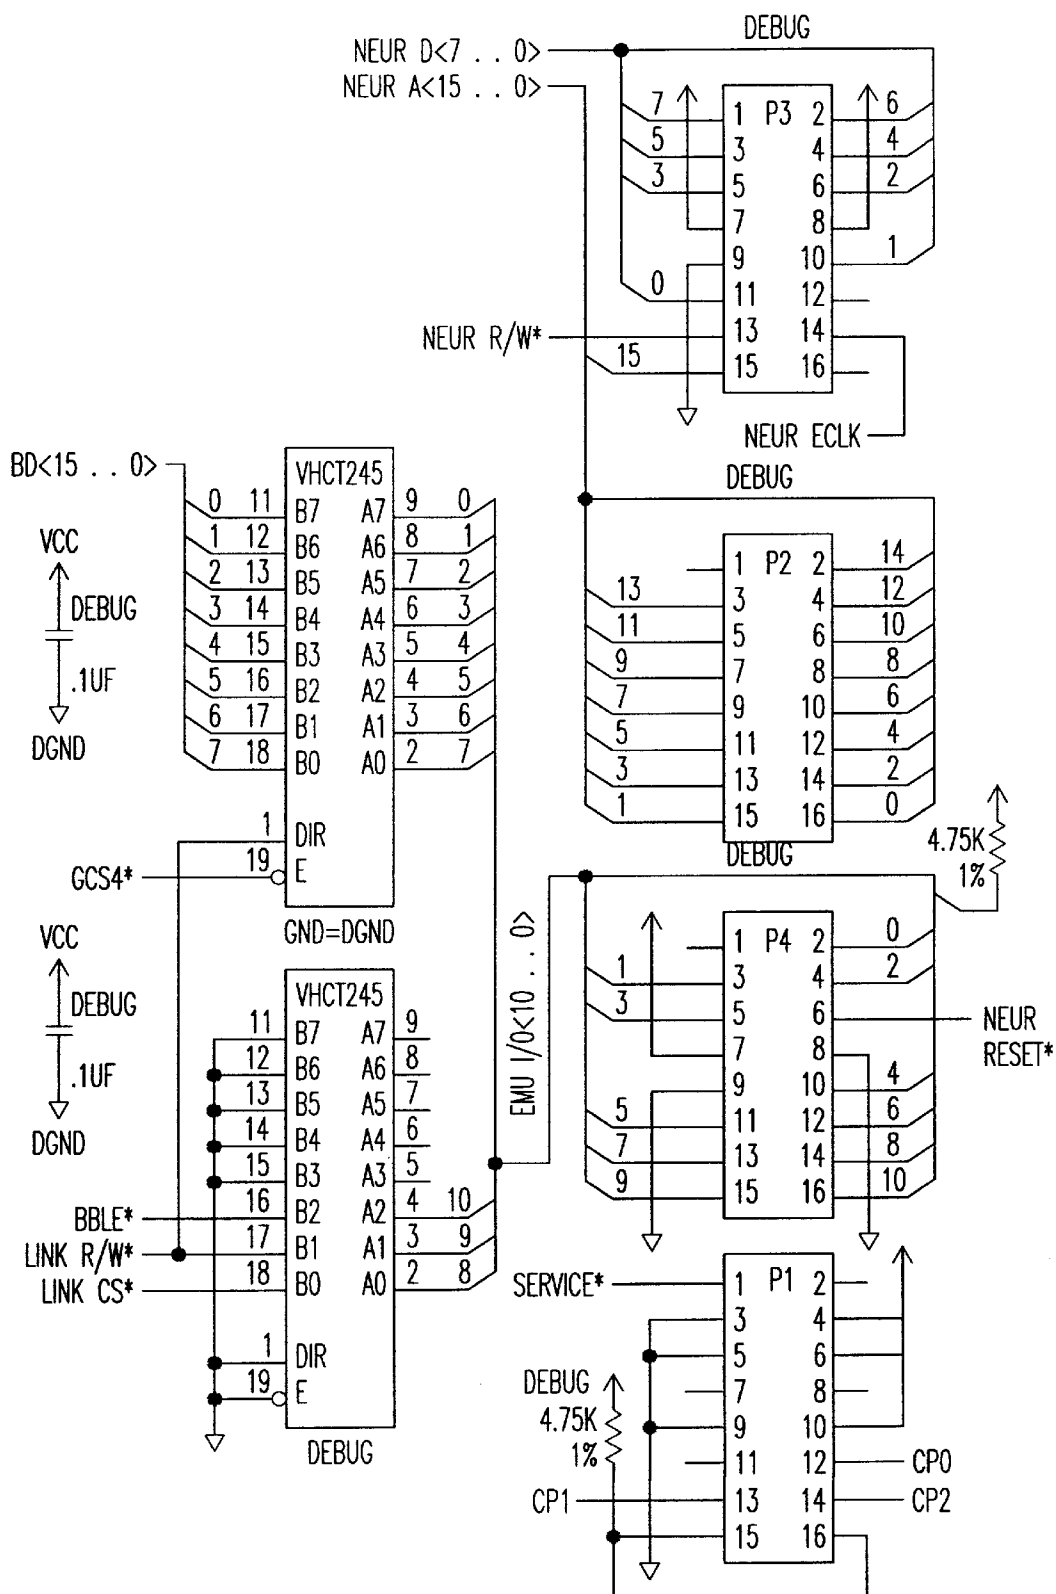 DEBUG
NEUR D<7 . . 0>
NEUR A<15 . . 0>
7 1 P3 2 6
5 3 4 4
3 5 6 2
7 8
9 10 1
0 11 12
NEUR R/W* 13 14
15 15 16
NEUR ECLK
DEBUG
BD<15 . . 0>
VHCT245
0 11 B7 A7 9 0
1 12 B6 A6 8 1
2 13 B5 A5 7 2
3 14 B4 A4 6 3
4 15 B3 A3 5 4
5 16 B2 A2 4 5
6 17 B1 A1 3 6
7 18 B0 A0 2 7
1 DIR
GCS4* 19 E
GND=DGND
VCC
DEBUG
.1UF
DGND
1 P2 2 14
13 3 4 12
11 5 6 10
9 7 8 8
7 9 10 6
5 11 12 4
3 13 14 2
1 15 16 0
4.75K
1%
DEBUG
VCC
DEBUG
.1UF
DGND
VHCT245
11 B7 A7 9
12 B6 A6 8
13 B5 A5 7
14 B4 A4 6
15 B3 A3 5
BBLE* 16 B2 A2 4 10
LINK R/W* 17 B1 A1 3 9
LINK CS* 18 B0 A0 2 8
1 DIR
19 E
DEBUG
EMU I/O<10 . . 0>
1 P4 2 0
1 3 4 2
3 5 6 NEUR
RESET*
7 8
9 10 4
5 11 12 6
7 13 14 8
9 15 16 10
SERVICE* 1 P1 2
3 4
5 6
7 8
9 10
11 12 CP0
CP1 13 14 CP2
15 16
DEBUG
4.75K
1%